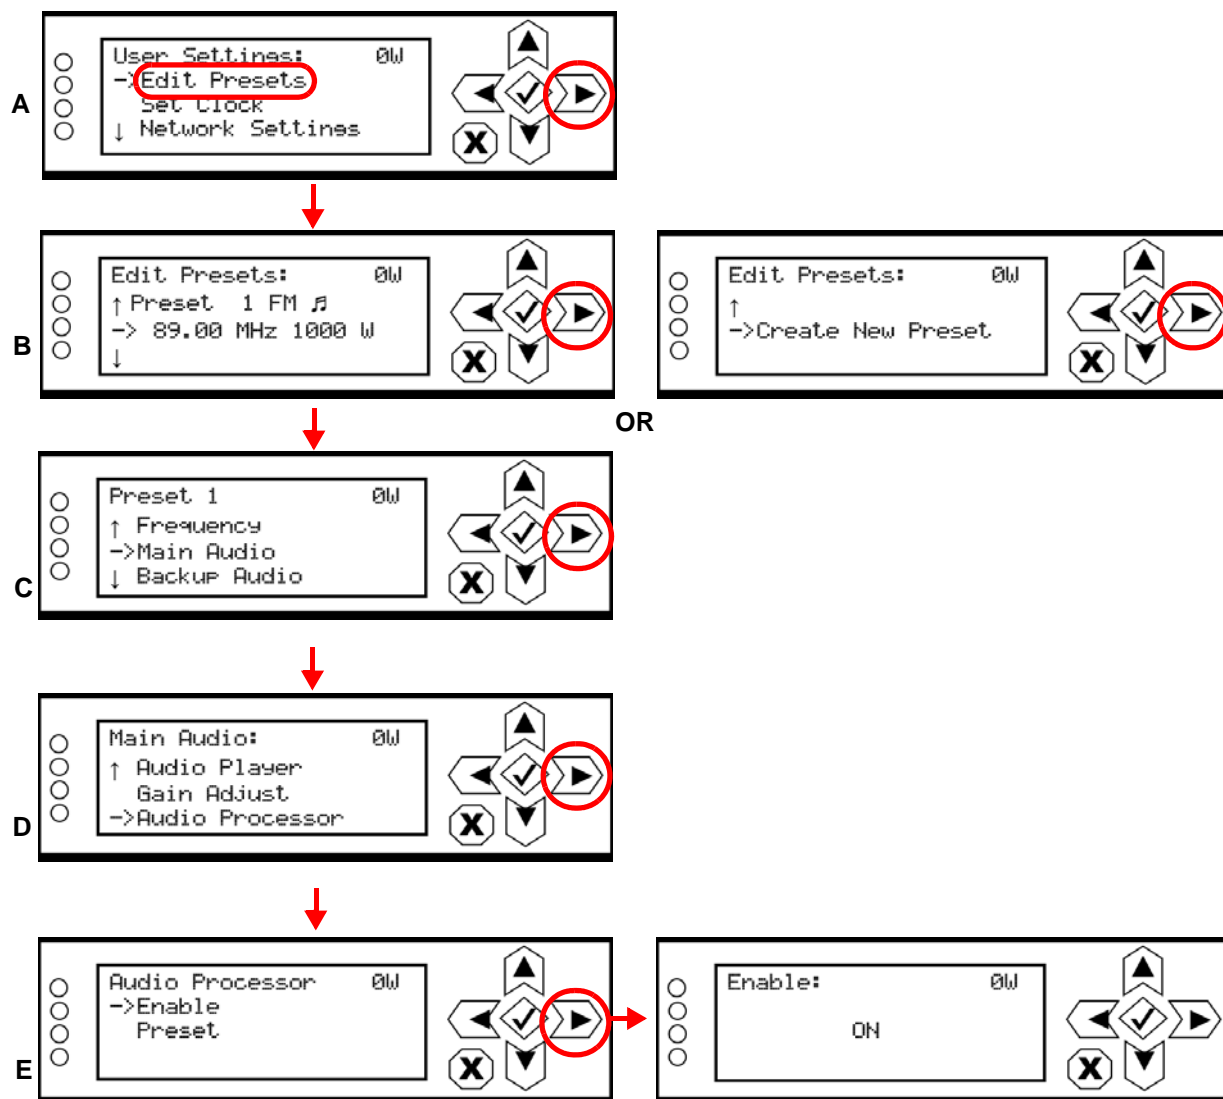 A
User Settings: 0W
->Edit Presets
Set Clock
↓ Network Settings
X
B
Edit Presets: 0W
↑ Preset 1 FM ♬
-> 89.00 MHz 1000 W
↓
X
Edit Presets: 0W
↑
->Create New Preset
X
OR
C
Preset 1 0W
↑ Frequency
->Main Audio
↓ Backup Audio
X
D
Main Audio: 0W
↑ Audio Player
Gain Adjust
->Audio Processor
X
E
Audio Processor 0W
->Enable
Preset
X
Enable: 0W
ON
X